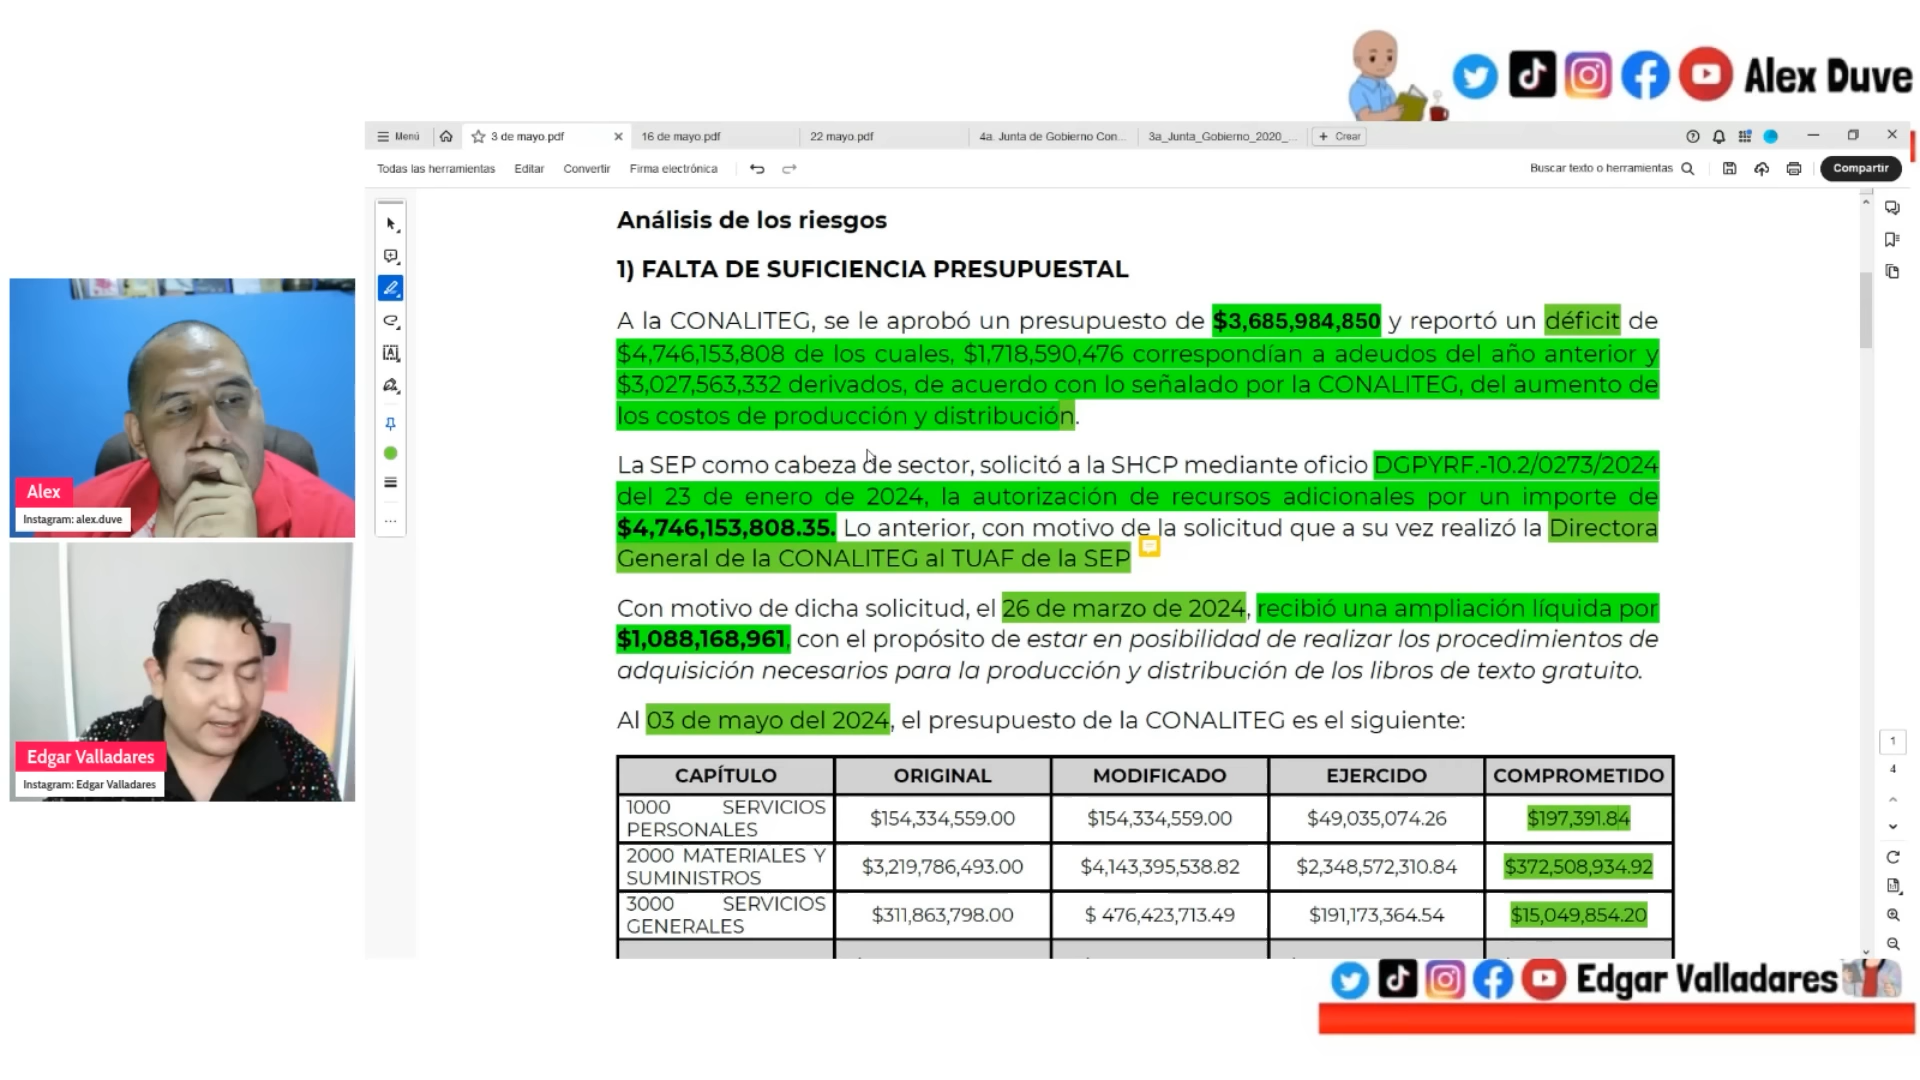 Alex Duve
Menú
3 de mayo.pdf
16 de mayo.pdf
22 mayo.pdf
4a. Junta de Gobierno Con...
3a_Junta_Gobierno_2020_...
+ Crear
Todas las herramientas
Editar
Convertir
Firma electrónica
Buscar texto o herramientas
Compartir
Análisis de los riesgos
1) FALTA DE SUFICIENCIA PRESUPUESTAL
A la CONALITEG, se le aprobó un presupuesto de $3,685,984,850 y reportó un déficit de
$4,746,153,808 de los cuales, $1,718,590,476 correspondían a adeudos del año anterior y
$3,027,563,332 derivados, de acuerdo con lo señalado por la CONALITEG, del aumento de
los costos de producción y distribución.
La SEP como cabeza de sector, solicitó a la SHCP mediante oficio DGPYRF.-10.2/0273/2024
del 23 de enero de 2024, la autorización de recursos adicionales por un importe de
$4,746,153,808.35. Lo anterior, con motivo de la solicitud que a su vez realizó la Directora
General de la CONALITEG al TUAF de la SEP
Con motivo de dicha solicitud, el 26 de marzo de 2024, recibió una ampliación líquida por
$1,088,168,961, con el propósito de estar en posibilidad de realizar los procedimientos de
adquisición necesarios para la producción y distribución de los libros de texto gratuito.
Al 03 de mayo del 2024, el presupuesto de la CONALITEG es el siguiente:
CAPÍTULO ORIGINAL MODIFICADO EJERCIDO COMPROMETIDO
1000 SERVICIOS
PERSONALES
$154,334,559.00 $154,334,559.00 $49,035,074.26 $197,391.84
2000 MATERIALES Y
SUMINISTROS
$3,219,786,493.00 $4,143,395,538.82 $2,348,572,310.84 $372,508,934.92
3000 SERVICIOS
GENERALES
$311,863,798.00 $ 476,423,713.49 $191,173,364.54 $15,049,854.20
1
4
Alex
Instagram: alex.duve
Edgar Valladares
Instagram: Edgar Valladares
Edgar Valladares